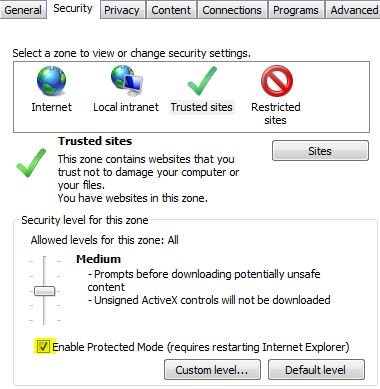 General Security Privacy Content Connections Programs Advanced
Select a zone to view or change security settings.
Internet Local intranet Trusted sites Restricted
sites
Trusted sites
Sites
This zone contains websites that you
trust not to damage your computer or
your files.
You have websites in this zone.
Security level for this zone
Allowed levels for this zone: All
Medium
- Prompts before downloading potentially unsafe
content
- Unsigned ActiveX controls will not be downloaded
Enable Protected Mode (requires restarting Internet Explorer)
Custom level... Default level